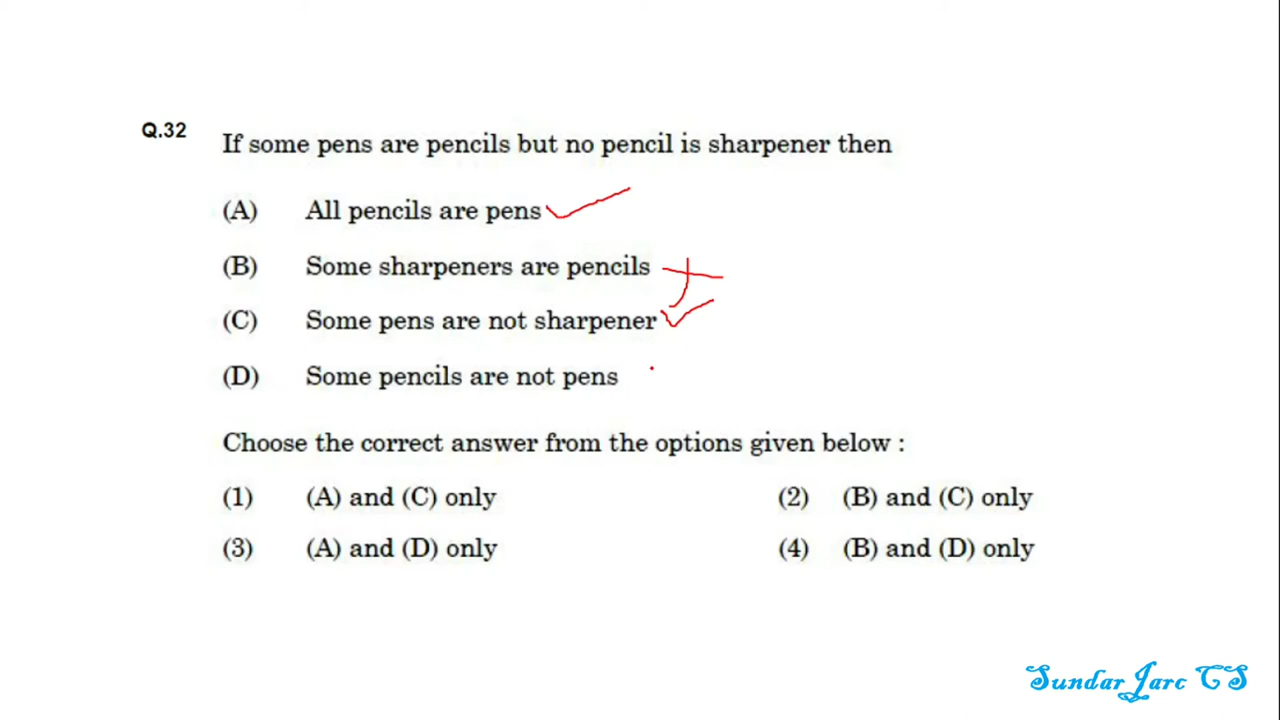 Q.32 If some pens are pencils but no pencil is sharpener then
(A) All pencils are pens
(B) Some sharpeners are pencils
(C) Some pens are not sharpener
(D) Some pencils are not pens
Choose the correct answer from the options given below :
(1) (A) and (C) only (2) (B) and (C) only
(3) (A) and (D) only (4) (B) and (D) only
Sundar Jarc CS